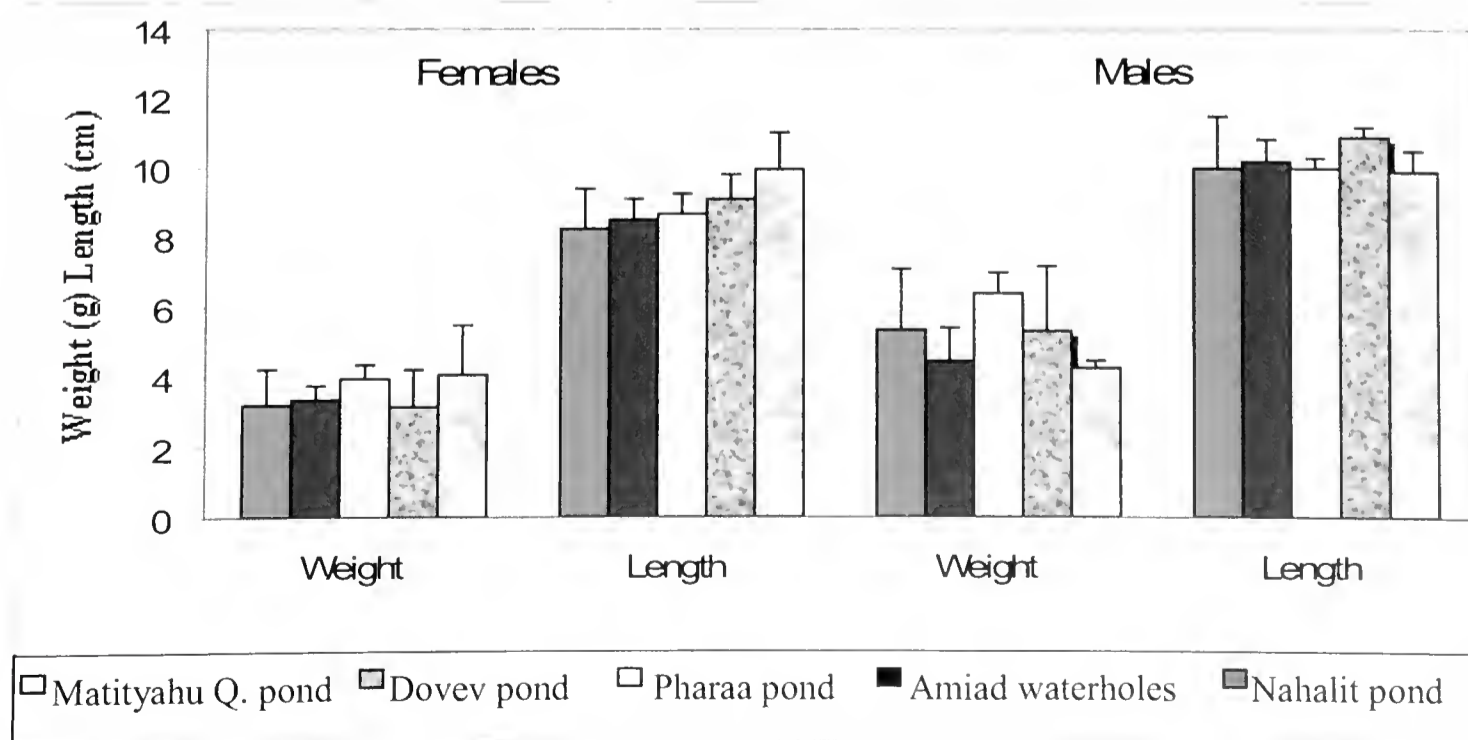 14
12
10
8
6
4
2
0
Weight (g) Length (cm)
Females
Males
Weight
Length
Weight
Length
Matityahu Q. pond
Dovev pond
Pharaa pond
Amiad waterholes
Nahalit pond